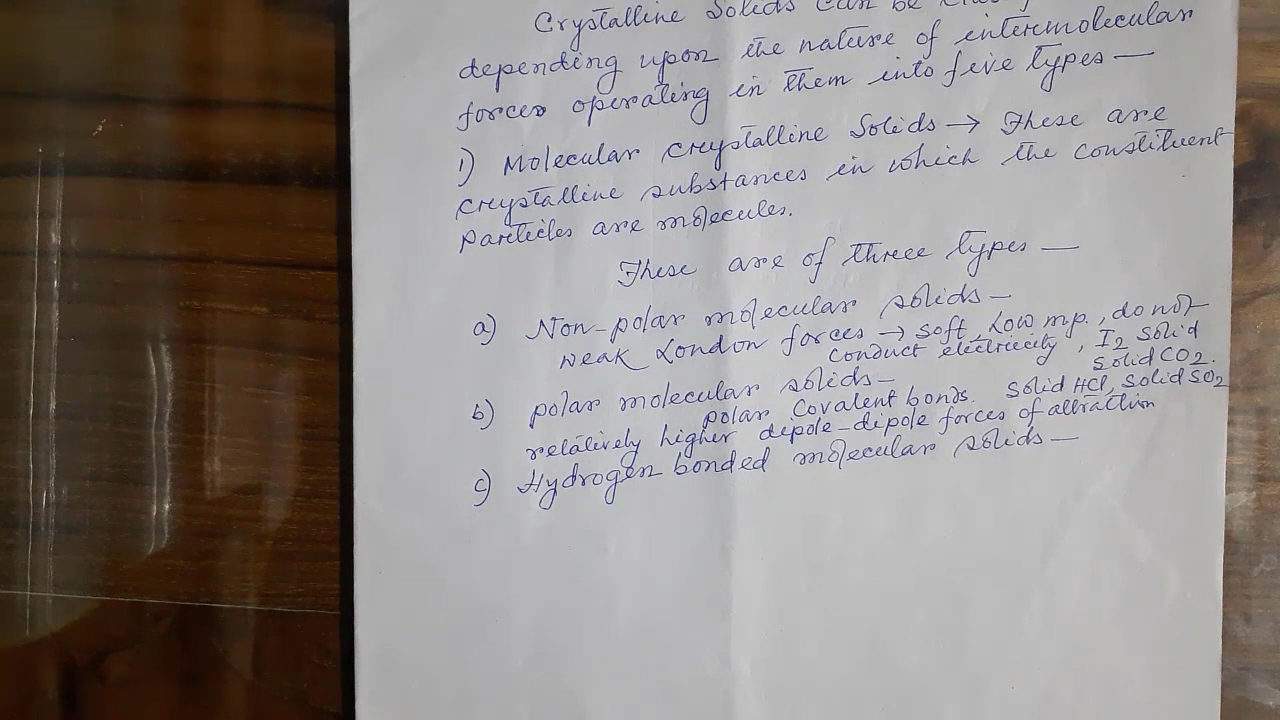 Crystalline Solids can be
depending upon the nature of intermolecular
forces operating in them into five types —
1) Molecular crystalline Solids → These are
crystalline substances in which the constituent
particles are molecules.
These are of three types —
a) Non-polar molecular solids —
weak London forces → soft, Low mp., do not
conduct electricity, I2 solid
solid CO2.
b) polar molecular solids —
polar covalent bonds. Solid HCl, Solid SO2
relatively higher depole-dipole forces of attraction
c) Hydrogen bonded molecular solids —